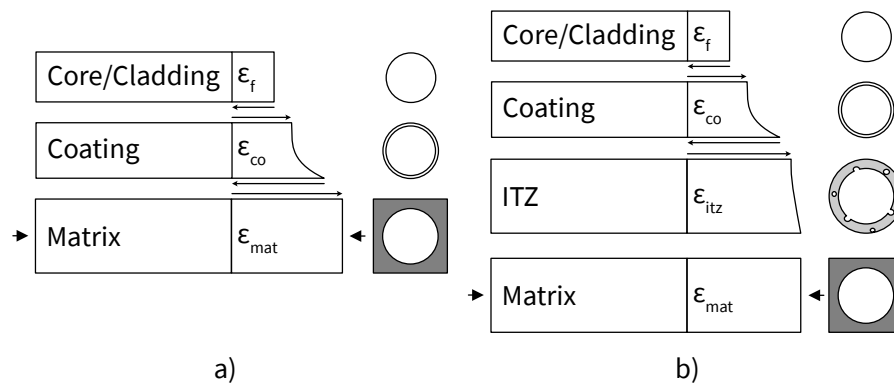 Core/Cladding ε_f
Coating ε_co
Matrix ε_mat
a)
Core/Cladding ε_f
Coating ε_co
ITZ ε_itz
Matrix ε_mat
b)